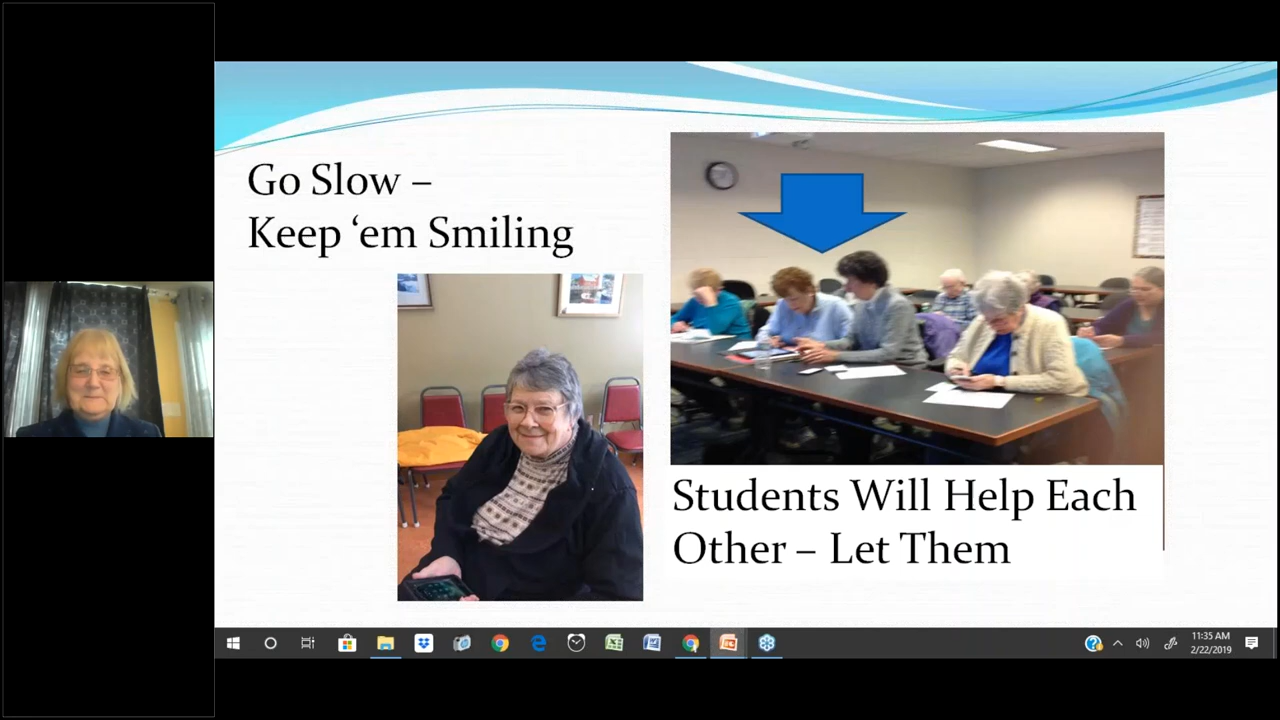 Go Slow –
Keep ‘em Smiling
Students Will Help Each
Other – Let Them
11:35 AM
2/22/2019